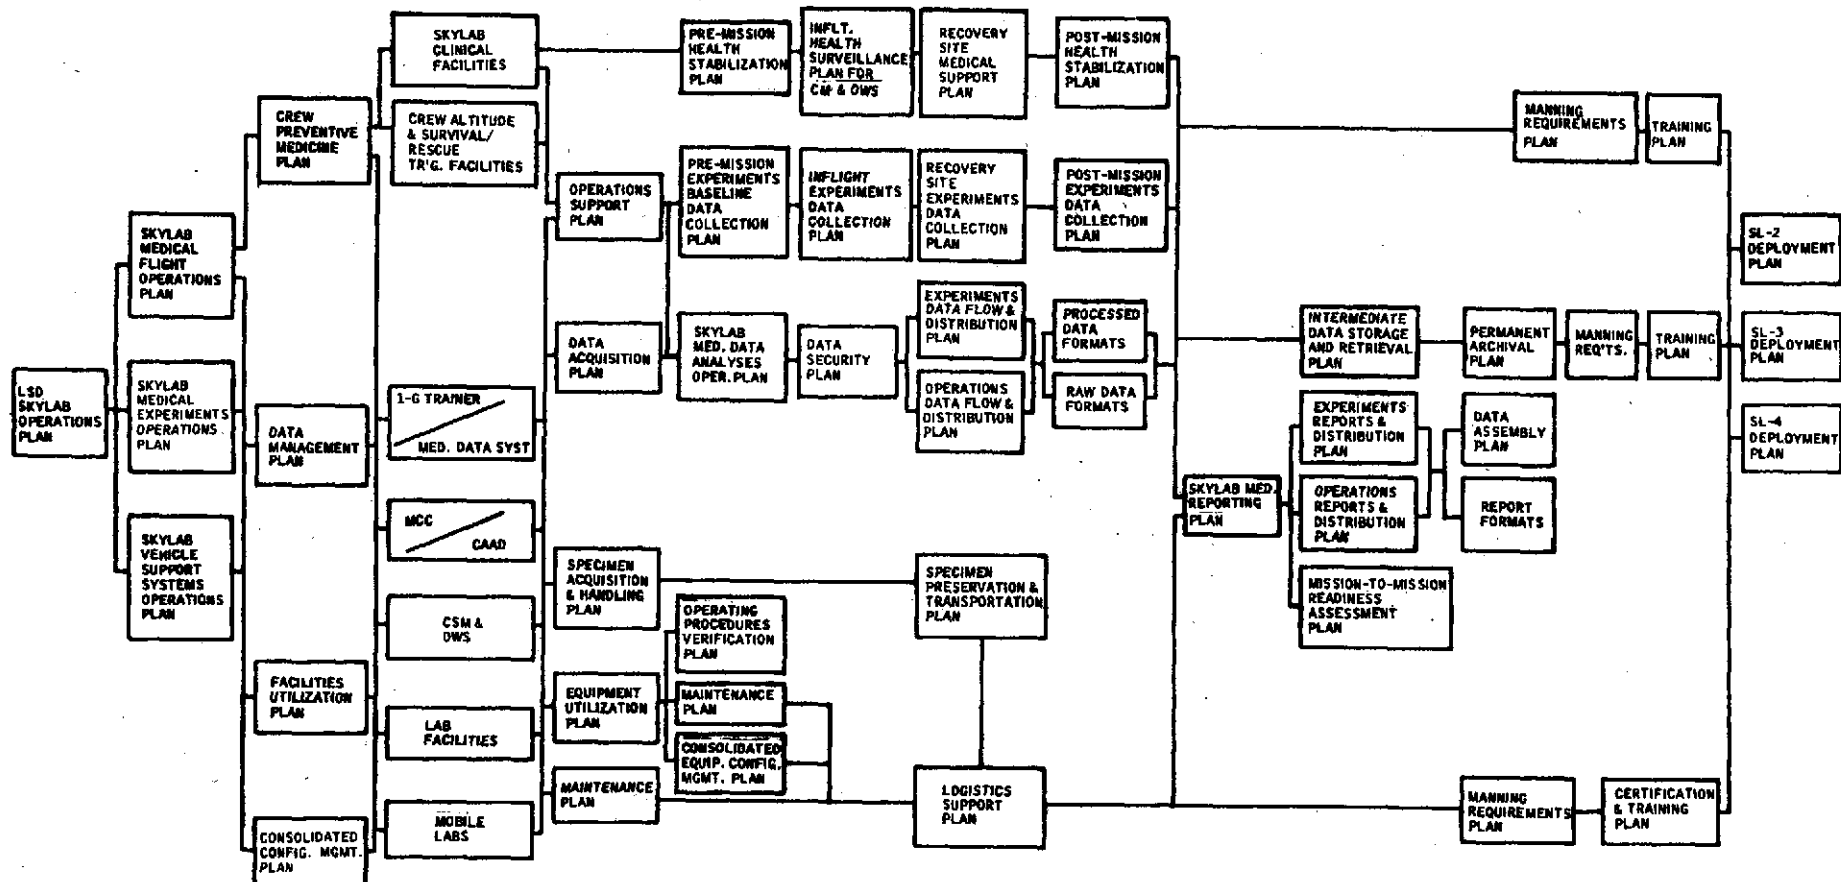 LSD
SKYLAB
OPERATIONS
PLAN
SKYLAB
MEDICAL
FLIGHT
OPERATIONS
PLAN
SKYLAB
MEDICAL
EXPERIMENTS
OPERATIONS
PLAN
SKYLAB
VEHICLE
SUPPORT
SYSTEMS
OPERATIONS
PLAN
CREW
PREVENTIVE
MEDICINE
PLAN
DATA
MANAGEMENT
PLAN
FACILITIES
UTILIZATION
PLAN
CONSOLIDATED
CONFIG. MGMT.
PLAN
SKYLAB
CLINICAL
FACILITIES
CREW ALTITUDE
& SURVIVAL/
RESCUE
TR'G. FACILITIES
1-G TRAINER
MED. DATA SYST
MCC
CAAD
CSM &
OWS
LAB
FACILITIES
MOBILE
LABS
OPERATIONS
SUPPORT
PLAN
DATA
ACQUISITION
PLAN
SPECIMEN
ACQUISITION
& HANDLING
PLAN
EQUIPMENT
UTILIZATION
PLAN
MAINTENANCE
PLAN
PRE-MISSION
HEALTH
STABILIZATION
PLAN
PRE-MISSION
EXPERIMENTS
BASELINE
DATA
COLLECTION
PLAN
SKYLAB
MED. DATA
ANALYSES
OPER. PLAN
OPERATING
PROCEDURES
VERIFICATION
PLAN
MAINTENANCE
PLAN
CONSOLIDATED
EQUIP. CONFIG.
MGMT. PLAN
INFLT.
HEALTH
SURVEILLANCE
PLAN FOR
CM & OWS
INFLIGHT
EXPERIMENTS
DATA
COLLECTION
PLAN
DATA
SECURITY
PLAN
RECOVERY
SITE
MEDICAL
SUPPORT
PLAN
RECOVERY
SITE
EXPERIMENTS
DATA
COLLECTION
PLAN
EXPERIMENTS
DATA FLOW &
DISTRIBUTION
PLAN
OPERATIONS
DATA FLOW &
DISTRIBUTION
PLAN
SPECIMEN
PRESERVATION &
TRANSPORTATION
PLAN
LOGISTICS
SUPPORT
PLAN
POST-MISSION
HEALTH
STABILIZATION
PLAN
POST-MISSION
EXPERIMENTS
DATA
COLLECTION
PLAN
PROCESSED
DATA
FORMATS
RAW DATA
FORMATS
SKYLAB MED.
REPORTING
PLAN
INTERMEDIATE
DATA STORAGE
AND RETRIEVAL
PLAN
EXPERIMENTS
REPORTS &
DISTRIBUTION
PLAN
OPERATIONS
REPORTS &
DISTRIBUTION
PLAN
MISSION-TO-MISSION
READINESS
ASSESSMENT
PLAN
MANNING
REQUIREMENTS
PLAN
TRAINING
PLAN
PERMANENT
ARCHIVAL
PLAN
MANNING
REQ'TS.
TRAINING
PLAN
DATA
ASSEMBLY
PLAN
REPORT
FORMATS
MANNING
REQUIREMENTS
PLAN
CERTIFICATION
& TRAINING
PLAN
SL-2
DEPLOYMENT
PLAN
SL-3
DEPLOYMENT
PLAN
SL-4
DEPLOYMENT
PLAN